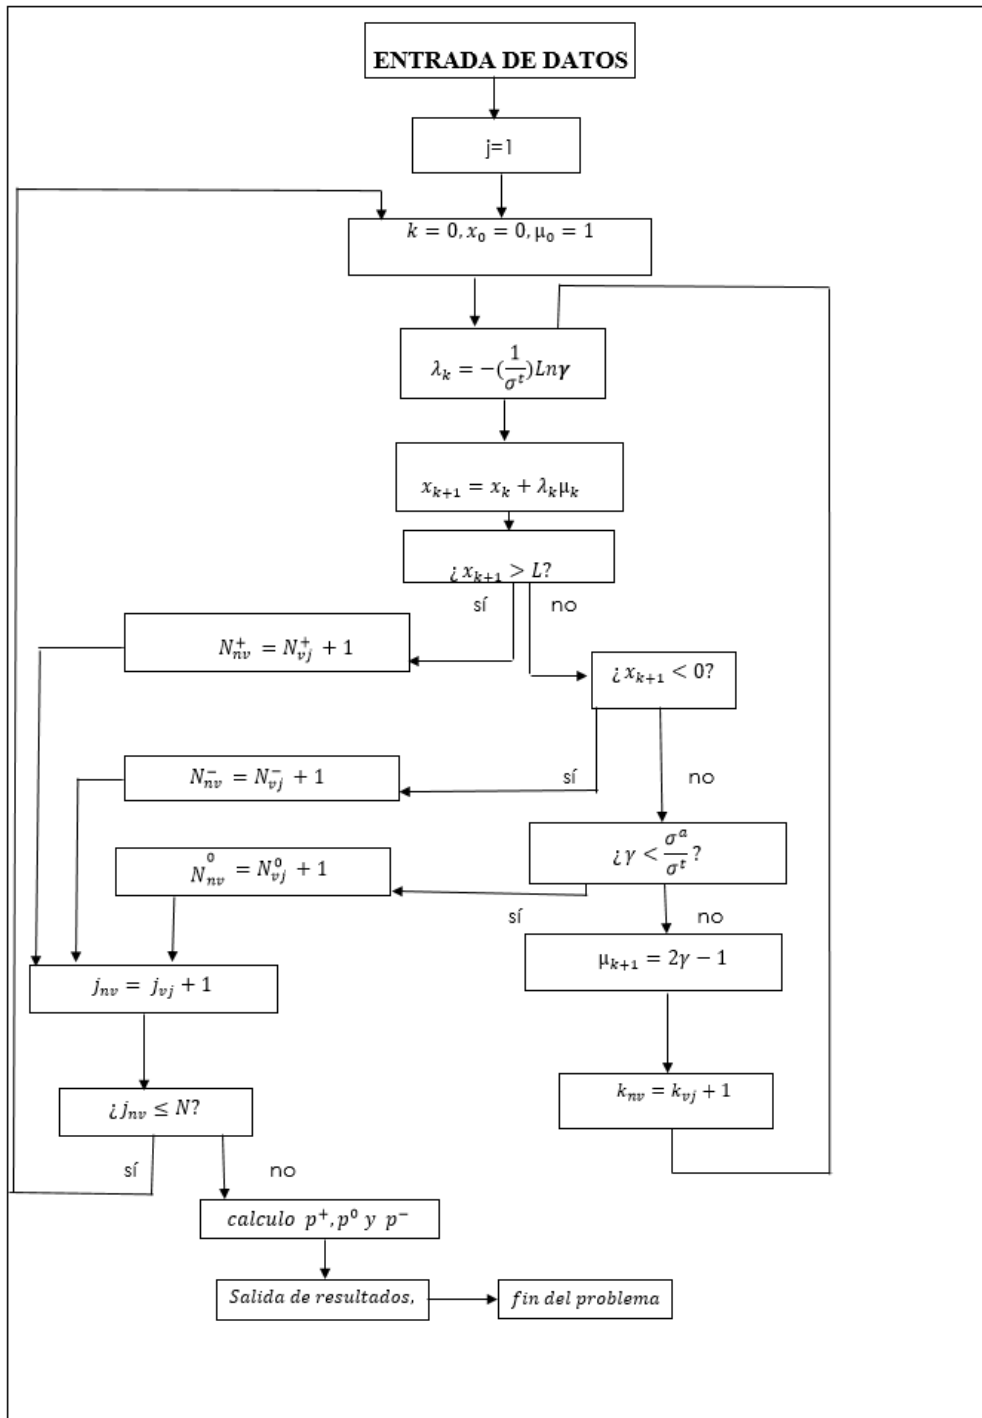 ENTRADA DE DATOS
j=1
k = 0, x₀ = 0, µ₀ = 1
λₖ = −(1/σᵗ)Lnγ
xₖ₊₁ = xₖ + λₖµₖ
¿xₖ₊₁ > L?
sí no
N⁺ₙᵥ = N⁺ᵥⱼ + 1
¿xₖ₊₁ < 0?
N⁻ₙᵥ = N⁻ᵥⱼ + 1
sí no
¿γ < σᵃ/σᵗ?
N⁰ₙᵥ = N⁰ᵥⱼ + 1
sí no
µₖ₊₁ = 2γ − 1
jₙᵥ = jᵥⱼ + 1
kₙᵥ = kᵥⱼ + 1
¿jₙᵥ ≤ N?
sí no
calculo p⁺, p⁰ y p⁻
Salida de resultados,
fin del problema